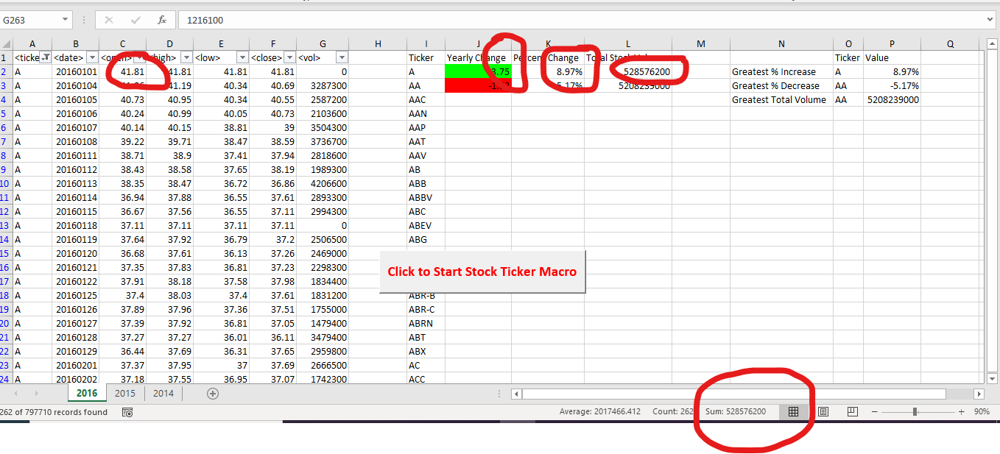 G263 fx 1216100
A B C D E F G H I J K L M N O P Q
1 <ticke <date> <open> <high> <low> <close> <vol> Ticker Yearly Change Percent Change Total Stock Ticker Value
2 A 20160101 41.81 41.81 41.81 41.81 0 A 3.75 8.97% 528576200 Greatest % Increase A 8.97%
3 A 20160104 41.19 40.34 40.69 3287300 AA 5.17% 5208239000 Greatest % Decrease AA -5.17%
4 A 20160105 40.73 40.95 40.34 40.55 2587200 AAC Greatest Total Volume AA 5208239000
5 A 20160106 40.24 40.99 40.05 40.73 2103600 AAN
6 A 20160107 40.14 40.15 38.81 39 3504300 AAP
7 A 20160108 39.22 39.71 38.47 38.59 3736700 AAT
8 A 20160111 38.71 38.9 37.41 37.94 2818600 AAV
9 A 20160112 38.43 38.58 37.65 38.19 1989300 AB
10 A 20160113 38.35 38.47 36.72 36.86 4206600 ABB
11 A 20160114 36.94 37.88 36.55 37.61 2893300 ABBV
12 A 20160115 36.67 37.56 36.55 37.11 2994300 ABC
13 A 20160118 37.11 37.11 37.11 37.11 0 ABEV
14 A 20160119 37.64 37.92 36.79 37.2 2506500 ABG
15 A 20160120 36.68 37.61 36.13 37.26 2469000
16 A 20160121 37.35 37.83 36.81 37.23 2298300 Click to Start Stock Ticker Macro
17 A 20160122 37.91 38.18 37.58 37.98 1834400
18 A 20160125 37.4 38.03 37.4 37.61 1831200 ABR-B
19 A 20160126 37.89 37.96 37.36 37.51 1755000 ABR-C
20 A 20160127 37.39 37.92 36.81 37.05 1479400 ABRN
21 A 20160128 37.27 37.27 36.01 36.11 3479400 ABT
22 A 20160129 36.44 37.69 36.31 37.65 2959800 ABX
23 A 20160201 37.37 37.95 37 37.69 2666500 AC
24 A 20160202 37.18 37.55 36.95 37.07 1742300 ACC
2016 2015 2014
262 of 797710 records found Average: 2017466.412 Count: 262 Sum: 528576200 90%